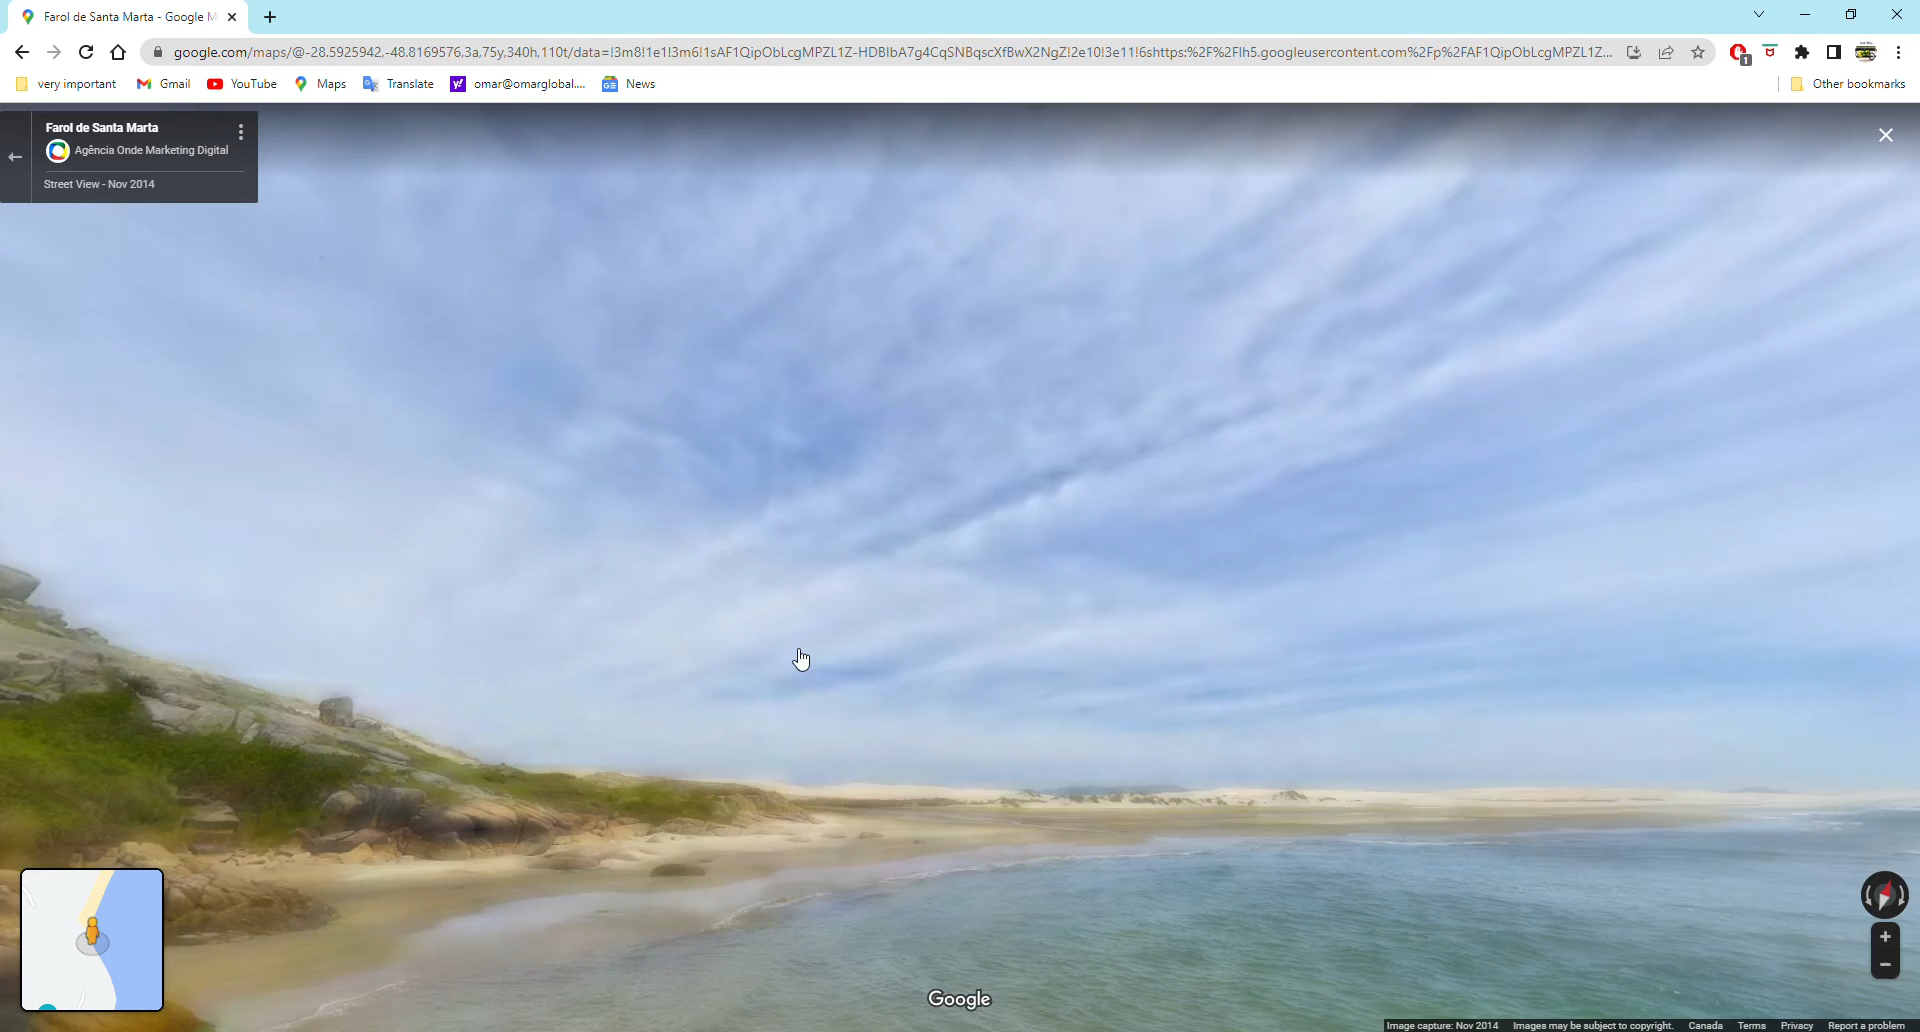 Farol de Santa Marta - Google M
google.com/maps/@-28.5925942,-48.8169576,3a,75y,340h,110t/data=!3m8!1e1!3m6!1sAF1QipObLcgMPZL1Z-HDBIbA7g4CqSNBqscXfBwX2NgZ!2e10!3e11!6shttps:%2F%2Flh5.googleusercontent.com%2Fp%2FAF1QipObLcgMPZL1Z...
1
very important
Gmail
YouTube
Maps
Translate
omar@omarglobal....
News
Other bookmarks
Farol de Santa Marta
Agência Onde Marketing Digital
Street View - Nov 2014
Google
Image capture: Nov 2014 Images may be subject to copyright. Canada Terms Privacy Report a problem